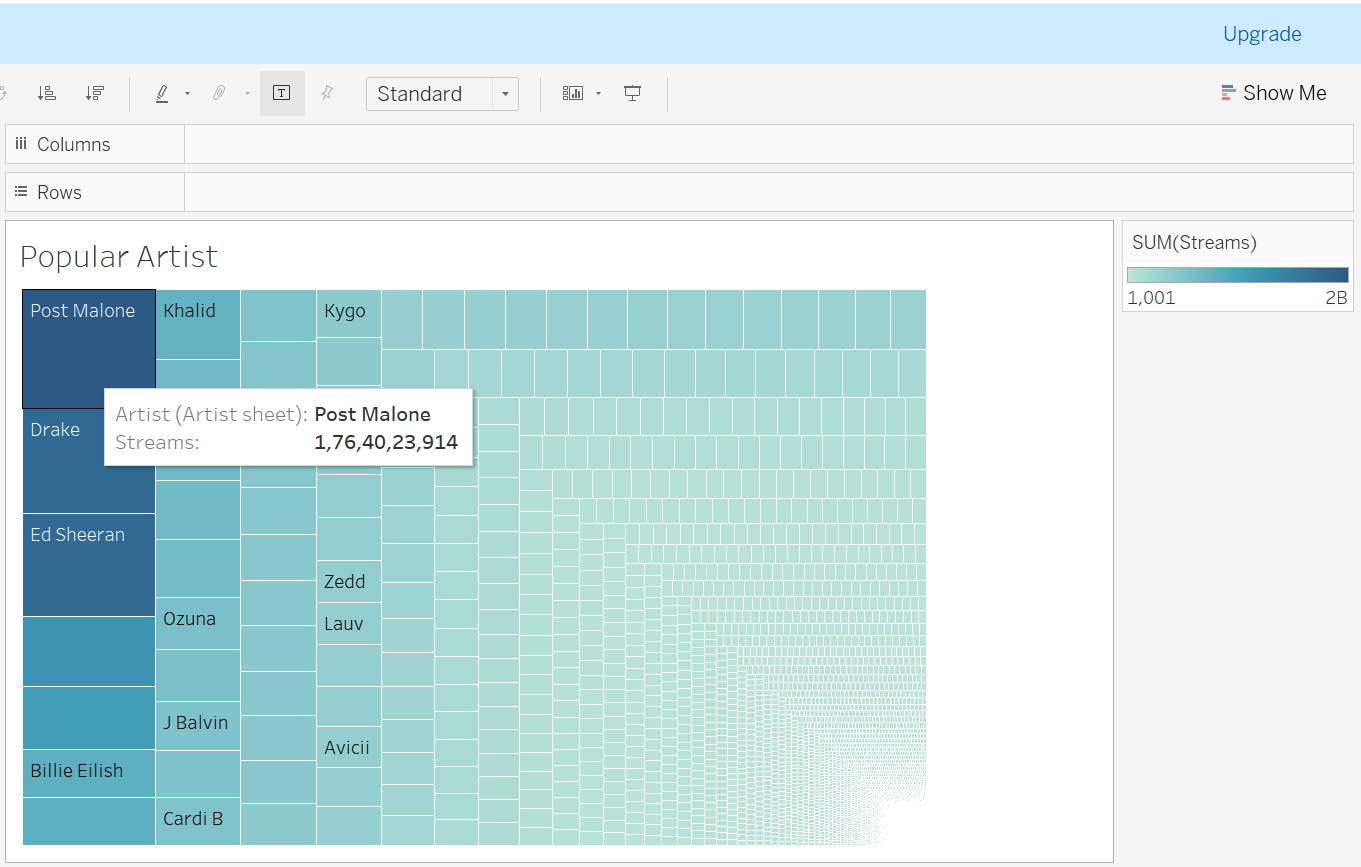 Upgrade
Standard
Show Me
Columns
Rows
Popular Artist
SUM(Streams)
1,001 2B
Post Malone
Khalid
Kygo
Artist (Artist sheet): Post Malone
Streams: 1,76,40,23,914
Drake
Ed Sheeran
Zedd
Ozuna
Lauv
J Balvin
Avicii
Billie Eilish
Cardi B